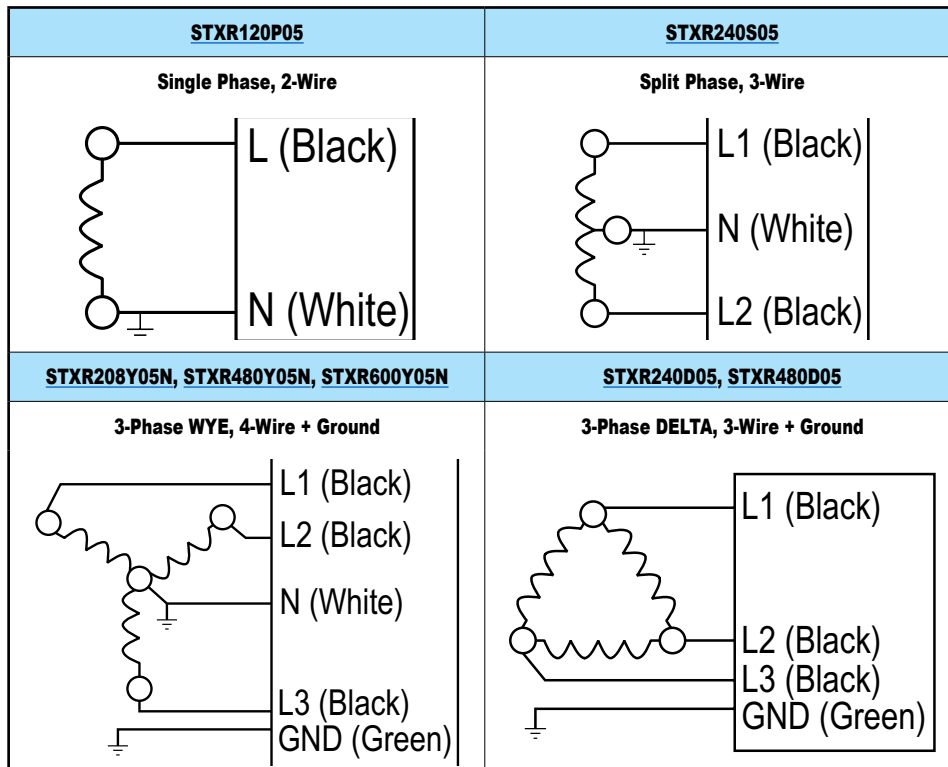 STXR120P05
Single Phase, 2-Wire
L (Black)
N (White)
STXR240S05
Split Phase, 3-Wire
L1 (Black)
N (White)
L2 (Black)
STXR208Y05N, STXR480Y05N, STXR600Y05N
3-Phase WYE, 4-Wire + Ground
L1 (Black)
L2 (Black)
N (White)
L3 (Black)
GND (Green)
STXR240D05, STXR480D05
3-Phase DELTA, 3-Wire + Ground
L1 (Black)
L2 (Black)
L3 (Black)
GND (Green)